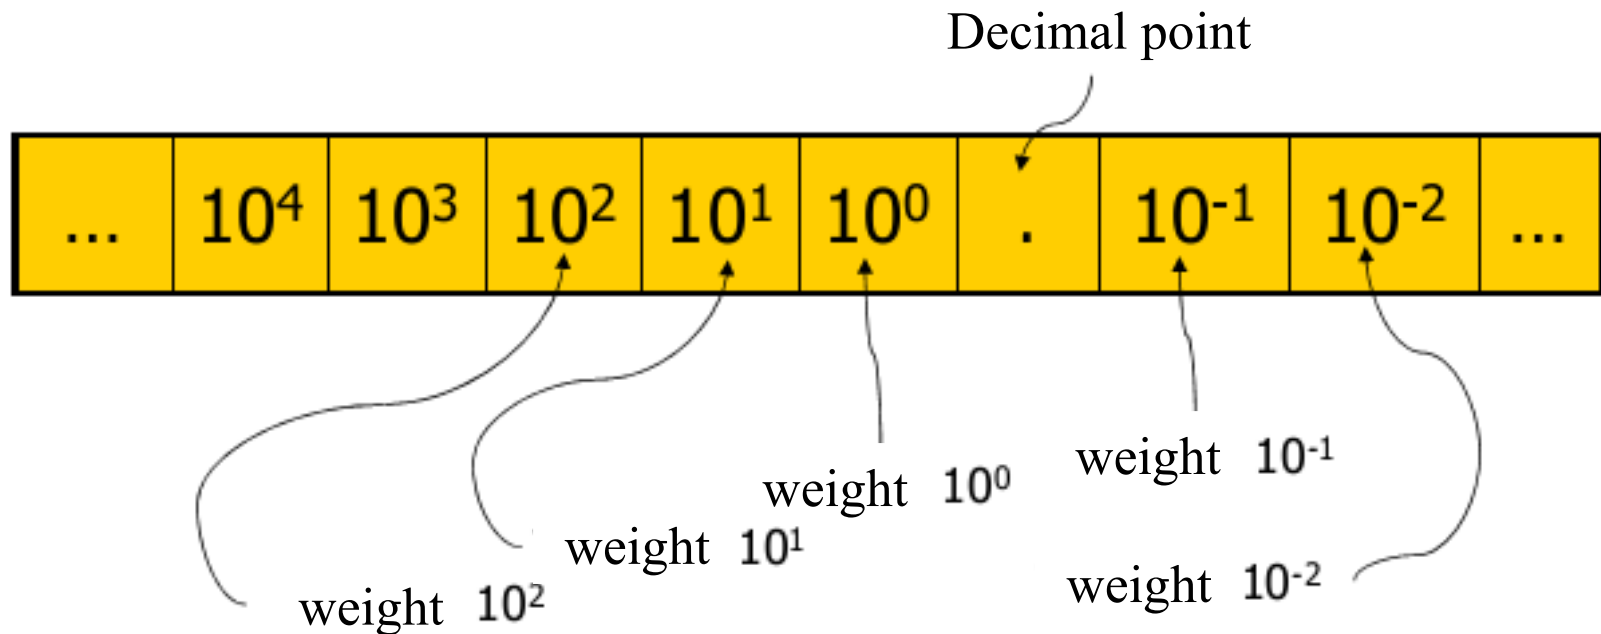 Decimal point
... 10⁴ 10³ 10² 10¹ 10⁰ . 10⁻¹ 10⁻² ...
weight 10⁻¹
weight 10⁰
weight 10¹
weight 10⁻²
weight 10²